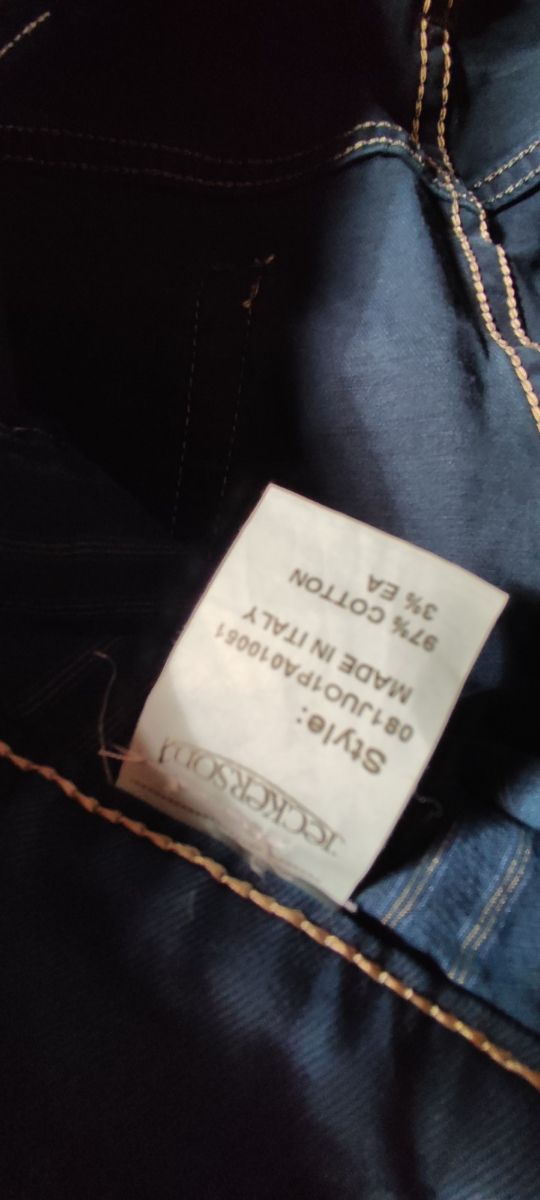 JECKERSON
Style:
081JUO1PA010061
MADE IN ITALY
97% COTTON
3% EA